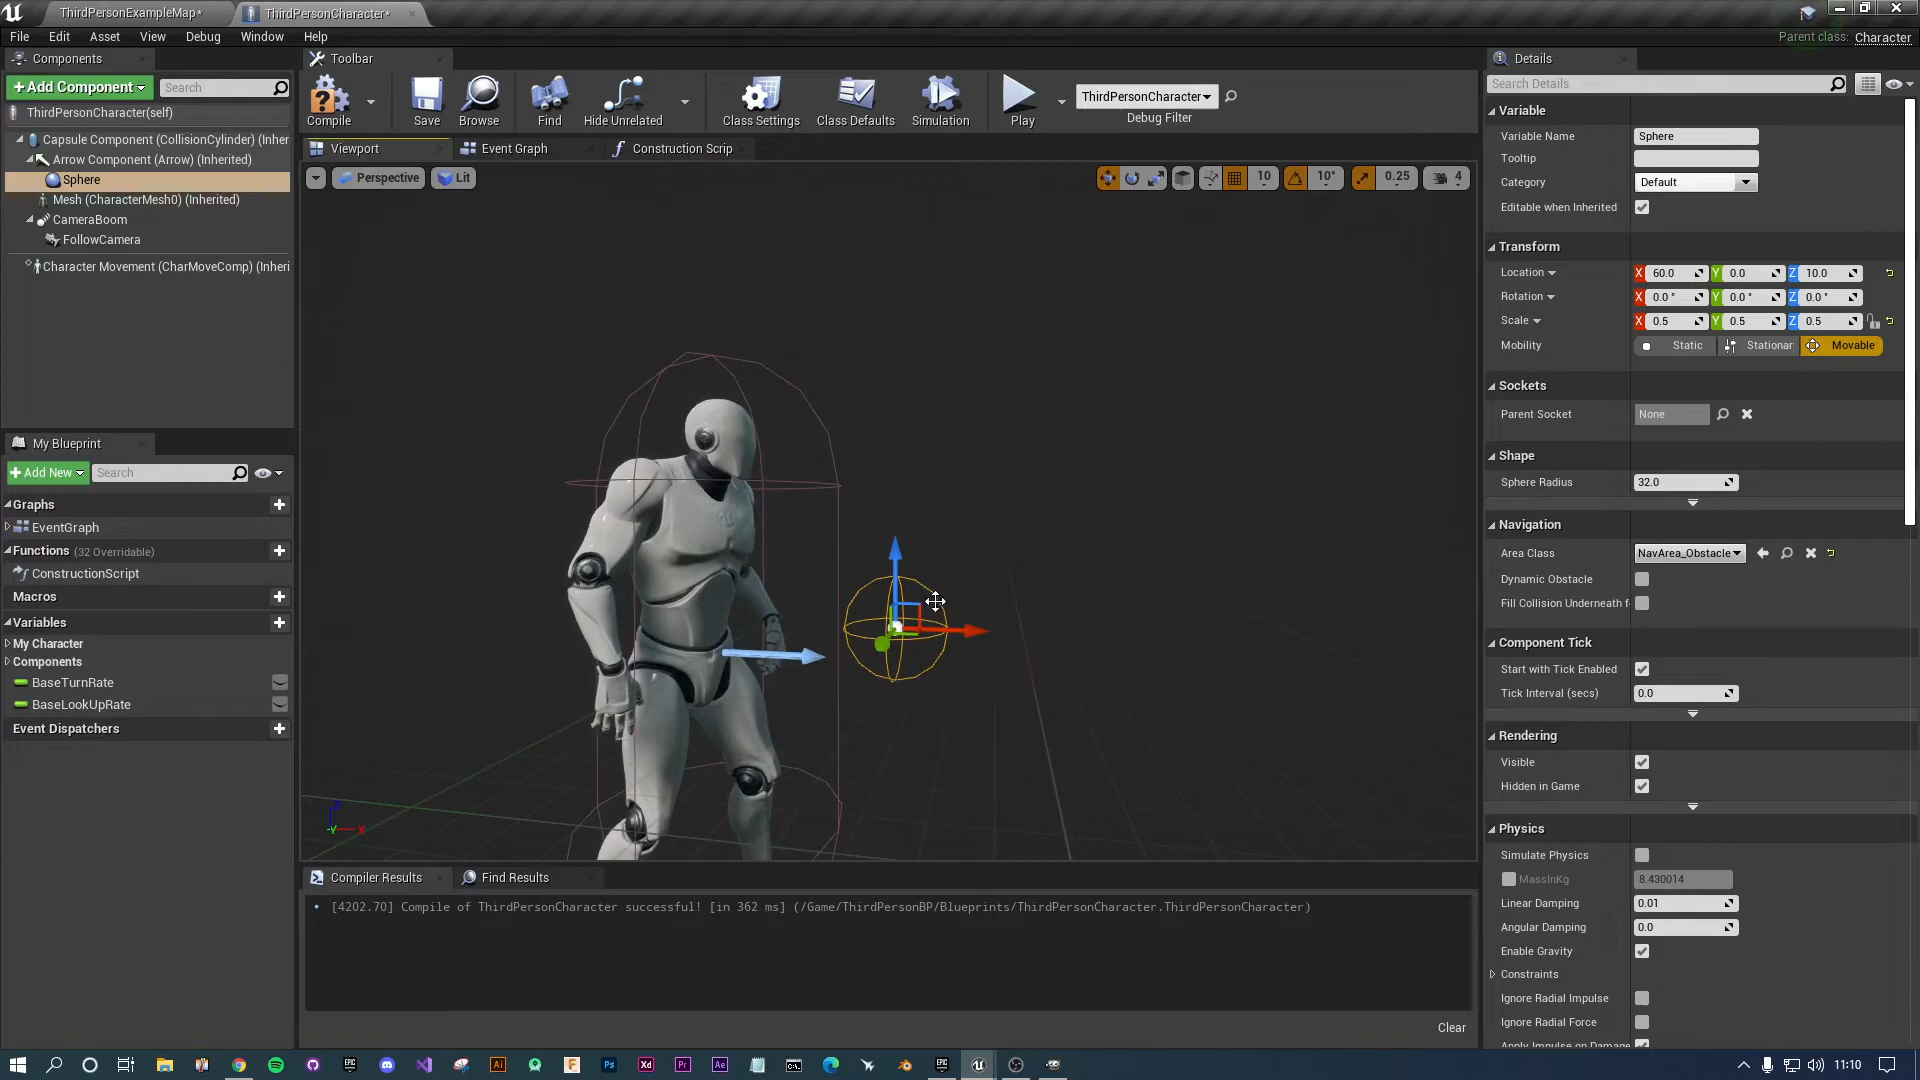 ThirdPersonExampleMap*
ThirdPersonCharacter*
File Edit Asset View Debug Window Help
Parent class: Character
Components
+Add Component
Search
ThirdPersonCharacter(self)
Capsule Component (CollisionCylinder) (Inher
Arrow Component (Arrow) (Inherited)
Sphere
Mesh (CharacterMesh0) (Inherited)
CameraBoom
FollowCamera
Character Movement (CharMoveComp) (Inheri
My Blueprint
+Add New
Search
Graphs
EventGraph
Functions (32 Overridable)
ConstructionScript
Macros
Variables
My Character
Components
BaseTurnRate
BaseLookUpRate
Event Dispatchers
Toolbar
Compile
Save
Browse
Find
Hide Unrelated
Class Settings
Class Defaults
Simulation
Play
ThirdPersonCharacter
Debug Filter
Viewport
Event Graph
Construction Scrip
Perspective
Lit
10
10°
0.25
4
Compiler Results
Find Results
[4202.70] Compile of ThirdPersonCharacter successful! [in 362 ms] (/Game/ThirdPersonBP/Blueprints/ThirdPersonCharacter.ThirdPersonCharacter)
Clear
Details
Search Details
Variable
Variable Name Sphere
Tooltip
Category Default
Editable when Inherited
Transform
Location X 60.0 Y 0.0 Z 10.0
Rotation X 0.0 ° Y 0.0 ° Z 0.0 °
Scale X 0.5 Y 0.5 Z 0.5
Mobility Static Stationar Movable
Sockets
Parent Socket None
Shape
Sphere Radius 32.0
Navigation
Area Class NavArea_Obstacle
Dynamic Obstacle
Fill Collision Underneath f
Component Tick
Start with Tick Enabled
Tick Interval (secs) 0.0
Rendering
Visible
Hidden in Game
Physics
Simulate Physics
MassInKg 8.430014
Linear Damping 0.01
Angular Damping 0.0
Enable Gravity
Constraints
Ignore Radial Impulse
Ignore Radial Force
Apply Impulse on Damage
Ai
Ps
Xd
Pr
Ae
11:10